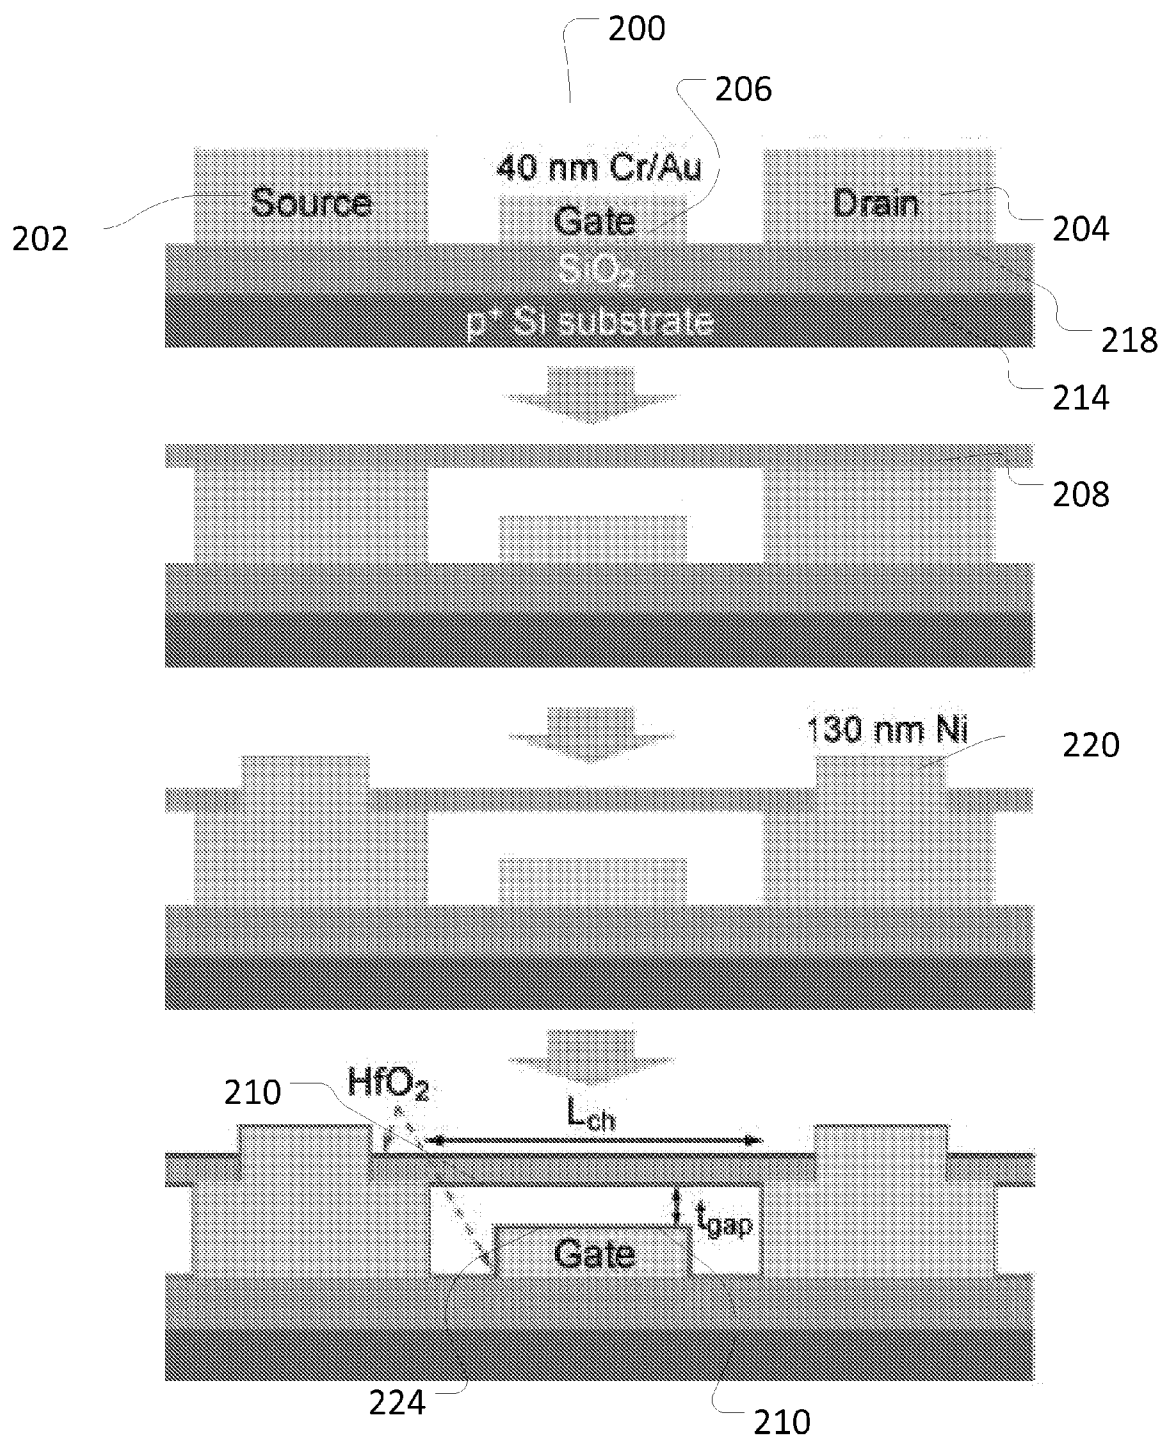 200
206
40 nm Cr/Au
Source
Gate
Drain
202
204
SiO₂
p⁺ Si substrate
218
214
208
130 nm Ni
220
210
HfO₂
Lch
tgap
Gate
224
210